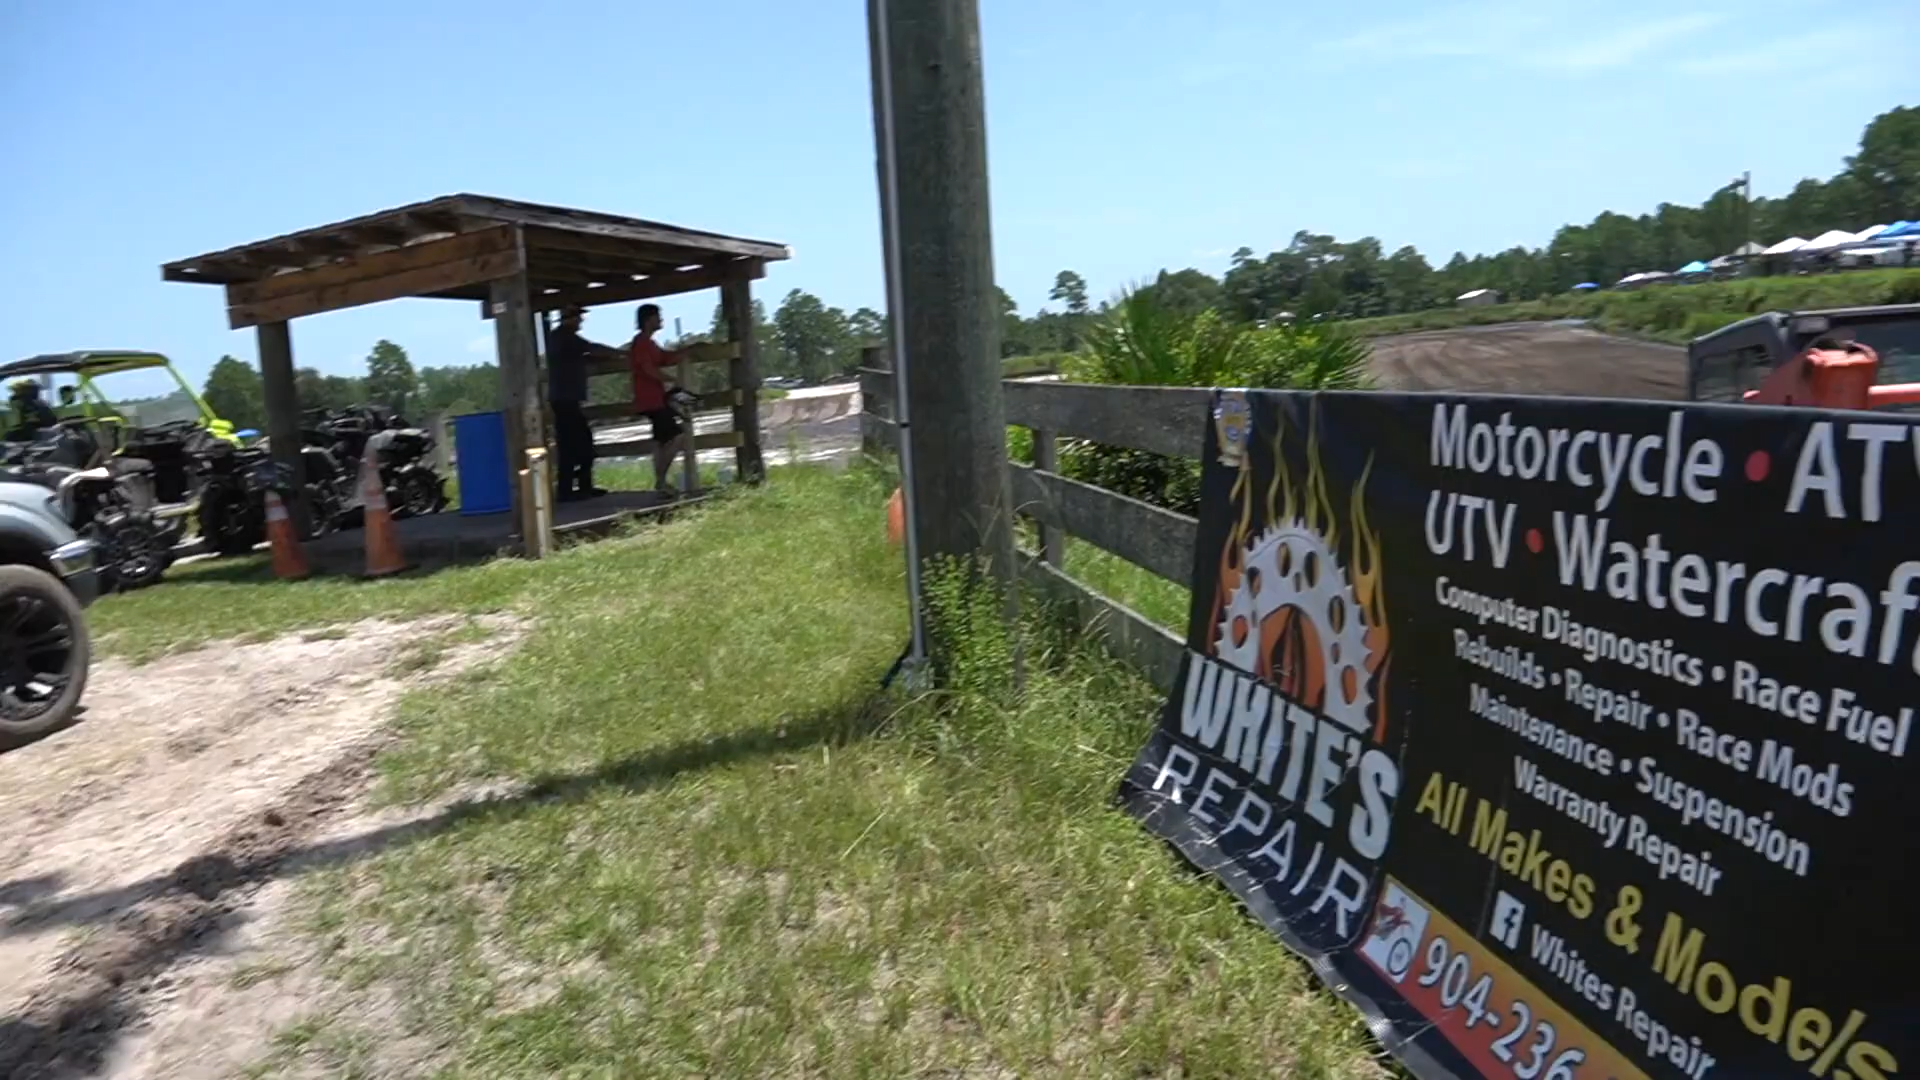 Motorcycle • ATV
UTV • Watercraf
Computer Diagnostics • Race Fuel
Rebuilds • Repair • Race Mods
Maintenance • Suspension
Warranty Repair
All Makes & Models
Whites Repair
904-236
WHITE'S
REPAIR